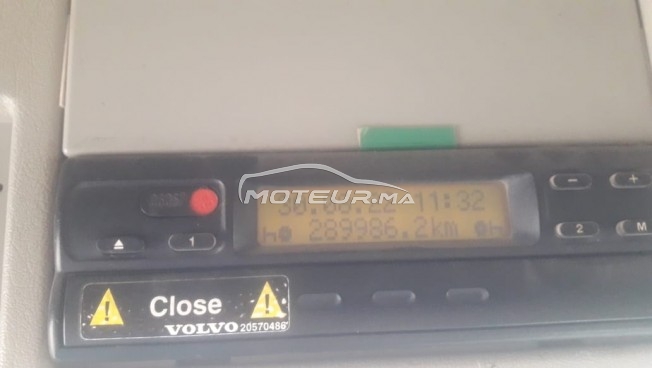 MOTEUR.MA
11:32
289986.2km
1
2
M
Close
VOLVO 20570486